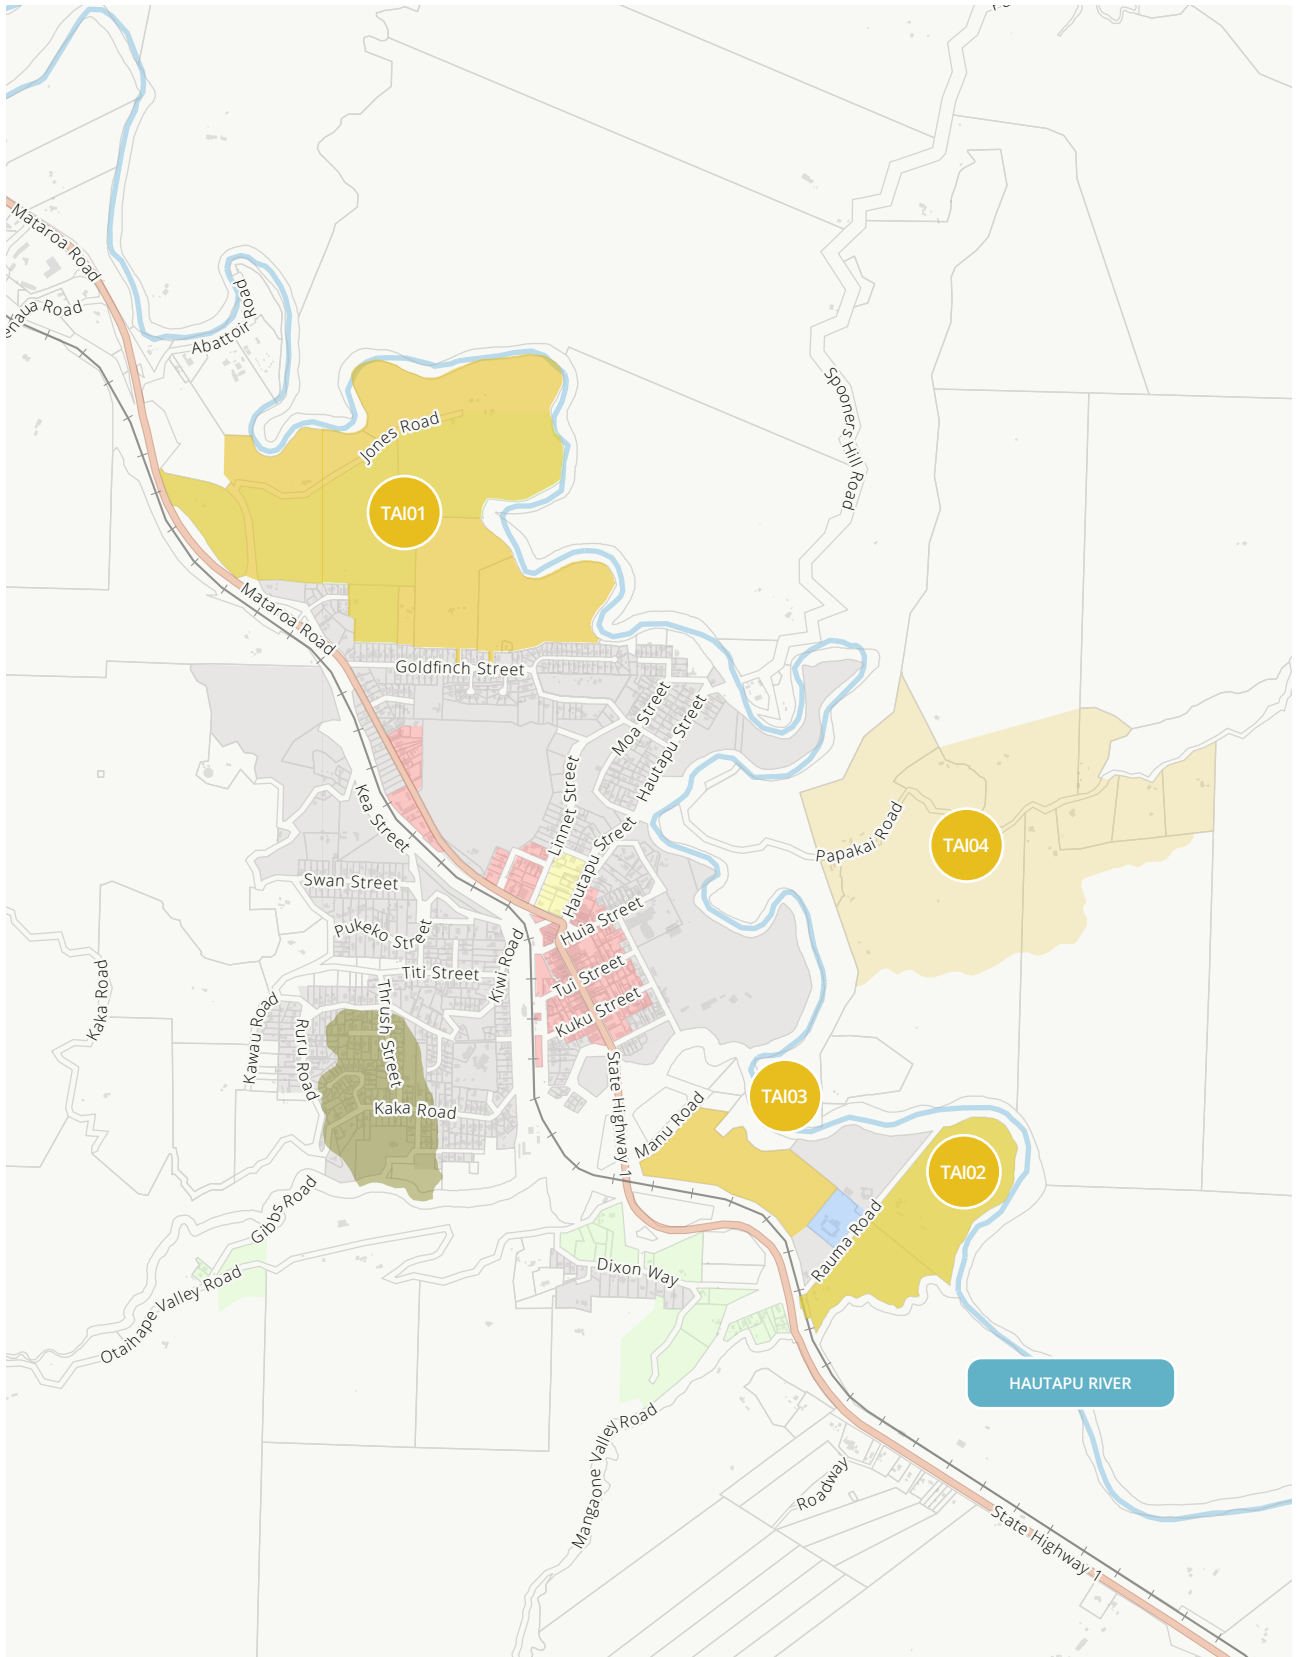 Mataroa Road
Abattoir Road
Spooners Hill Road
Jones Road
TAI01
Mataroa Road
Goldfinch Street
Moa Street
Hautapu Street
Kea Street
Linnet Street
Papakai Road
TAI04
Hautapu Street
Swan Street
Huia Street
Pukeko Street
Kiwi Road
Titi Street
Tui Street
Kuku Street
Kaka Road
Kawau Road
Ruru Road
Thrush Street
Kaka Road
State Highway 1
Manu Road
TAI03
TAI02
Gibbs Road
Rauma Road
Dixon Way
Otaihape Valley Road
HAUTAPU RIVER
Mangaone Valley Road
Roadway
State Highway 1